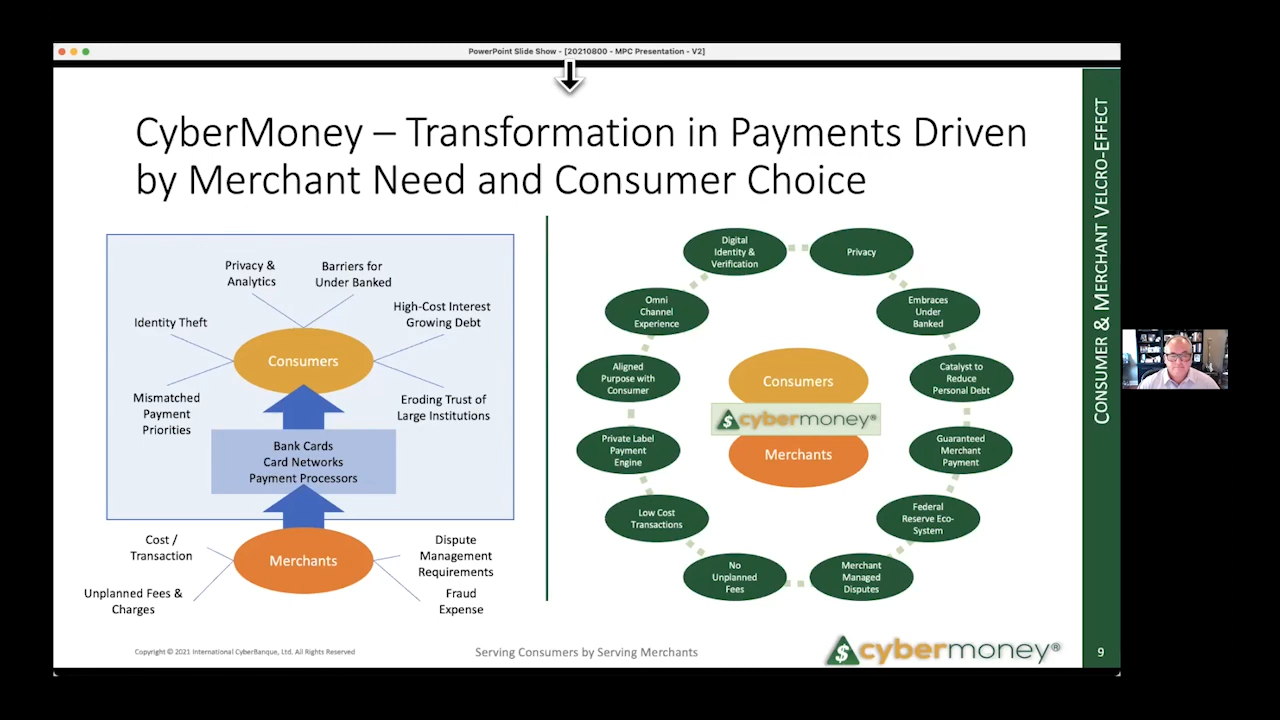 PowerPoint Slide Show - [20210800 - MPC Presentation - V2]
CyberMoney – Transformation in Payments Driven
by Merchant Need and Consumer Choice
Privacy &
Analytics
Barriers for
Under Banked
High-Cost Interest
Growing Debt
Identity Theft
Consumers
Mismatched
Payment
Priorities
Eroding Trust of
Large Institutions
Bank Cards
Card Networks
Payment Processors
Cost /
Transaction
Merchants
Dispute
Management
Requirements
Unplanned Fees &
Charges
Fraud
Expense
Digital
Identity &
Verification
Privacy
Omni
Channel
Experience
Embraces
Under
Banked
Aligned
Purpose with
Consumer
Consumers
Catalyst to
Reduce
Personal Debt
$ cybermoney®
Private Label
Payment
Engine
Merchants
Guaranteed
Merchant
Payment
Low Cost
Transactions
Federal
Reserve Eco-
System
No
Unplanned
Fees
Merchant
Managed
Disputes
Consumer & Merchant Velcro-Effect
Copyright © 2021 International CyberBanque, Ltd. All Rights Reserved
Serving Consumers by Serving Merchants
$ cybermoney®
9